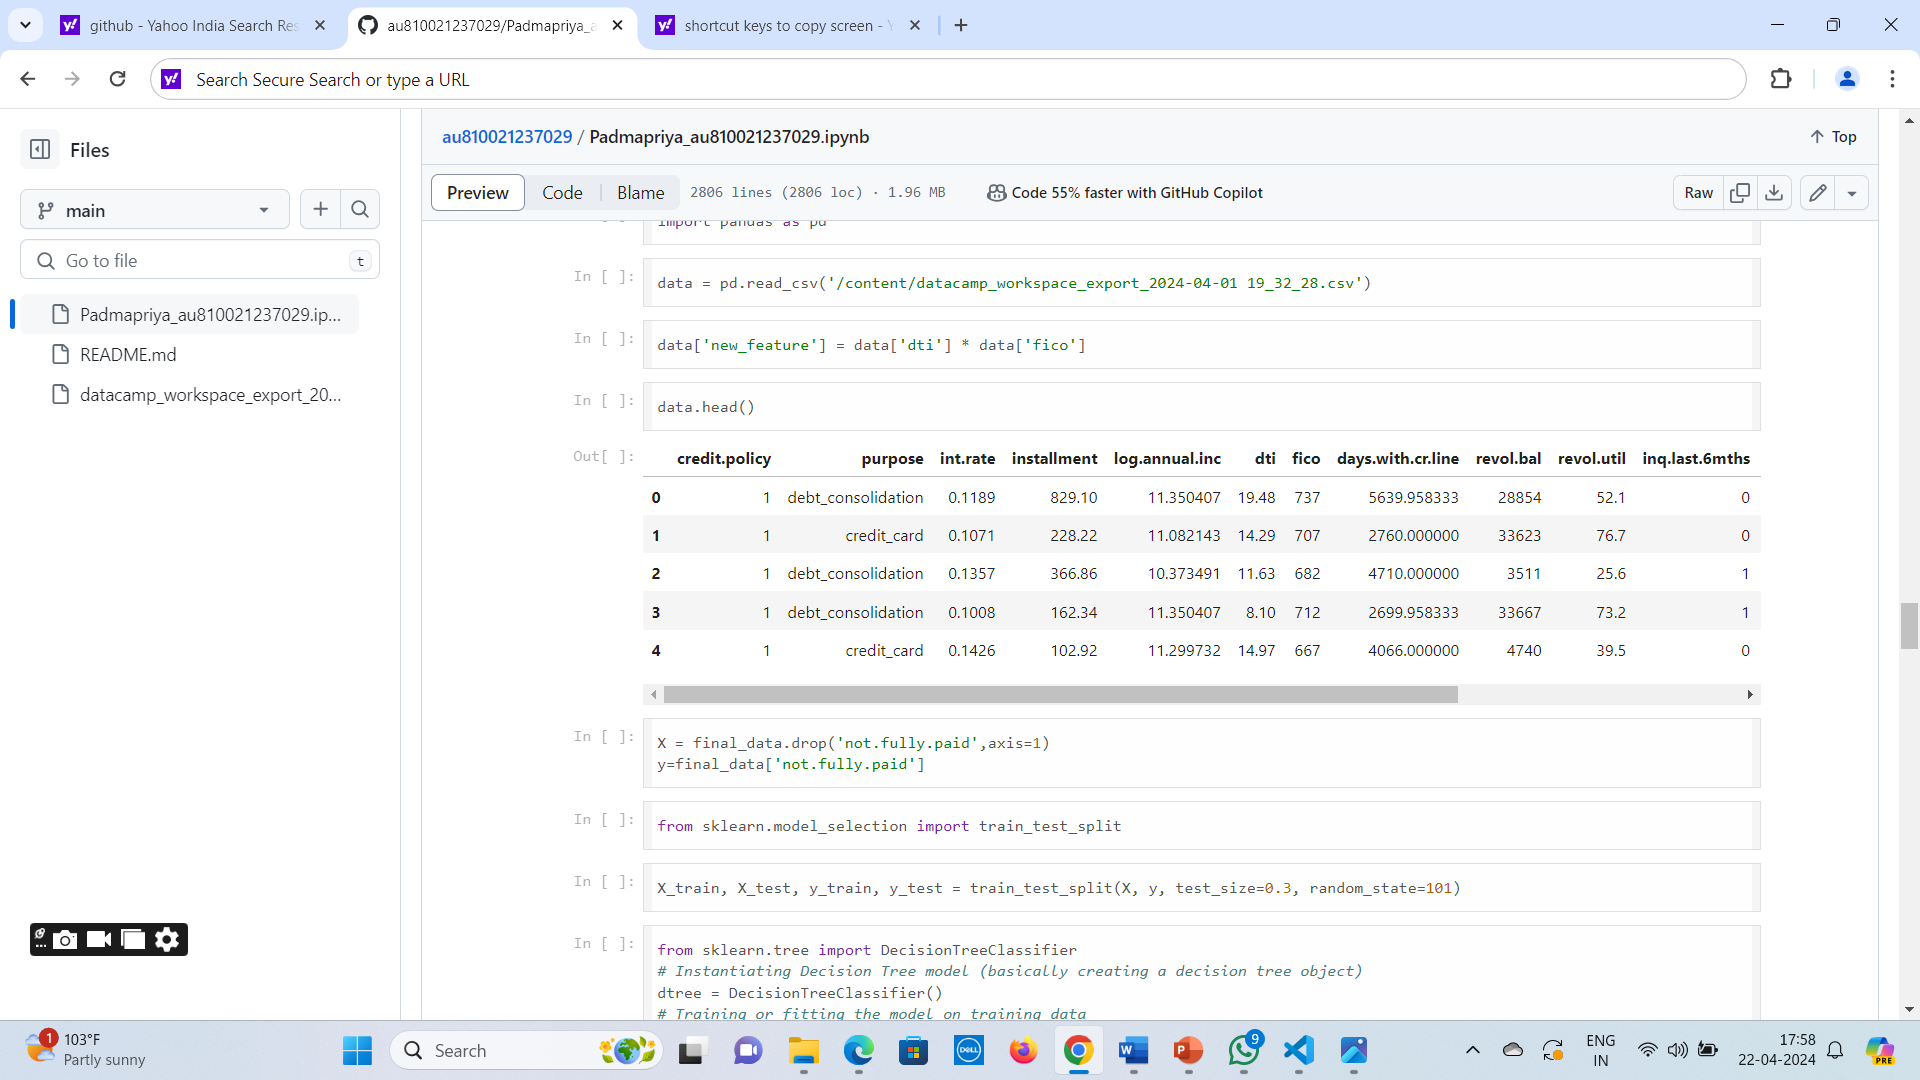 github - Yahoo India Search Res
au810021237029/Padmapriya_a
shortcut keys to copy screen - Y
Search Secure Search or type a URL
Files
main
Go to file
t
Padmapriya_au810021237029.ip...
README.md
datacamp_workspace_export_20...
au810021237029 / Padmapriya_au810021237029.ipynb
Top
Preview
Code
Blame
2806 lines (2806 loc) · 1.96 MB
Code 55% faster with GitHub Copilot
Raw
import pandas as pd
In [ ]:
data = pd.read_csv('/content/datacamp_workspace_export_2024-04-01 19_32_28.csv')
In [ ]:
data['new_feature'] = data['dti'] * data['fico']
In [ ]:
data.head()
Out[ ]:
credit.policy purpose int.rate installment log.annual.inc dti fico days.with.cr.line revol.bal revol.util inq.last.6mths
0 1 debt_consolidation 0.1189 829.10 11.350407 19.48 737 5639.958333 28854 52.1 0
1 1 credit_card 0.1071 228.22 11.082143 14.29 707 2760.000000 33623 76.7 0
2 1 debt_consolidation 0.1357 366.86 10.373491 11.63 682 4710.000000 3511 25.6 1
3 1 debt_consolidation 0.1008 162.34 11.350407 8.10 712 2699.958333 33667 73.2 1
4 1 credit_card 0.1426 102.92 11.299732 14.97 667 4066.000000 4740 39.5 0
In [ ]:
X = final_data.drop('not.fully.paid',axis=1)
y=final_data['not.fully.paid']
In [ ]:
from sklearn.model_selection import train_test_split
In [ ]:
X_train, X_test, y_train, y_test = train_test_split(X, y, test_size=0.3, random_state=101)
In [ ]:
from sklearn.tree import DecisionTreeClassifier
# Instantiating Decision Tree model (basically creating a decision tree object)
dtree = DecisionTreeClassifier()
# Training or fitting the model on training data
1
103°F
Partly sunny
Search
DELL
9
ENG
IN
17:58
22-04-2024
PRE